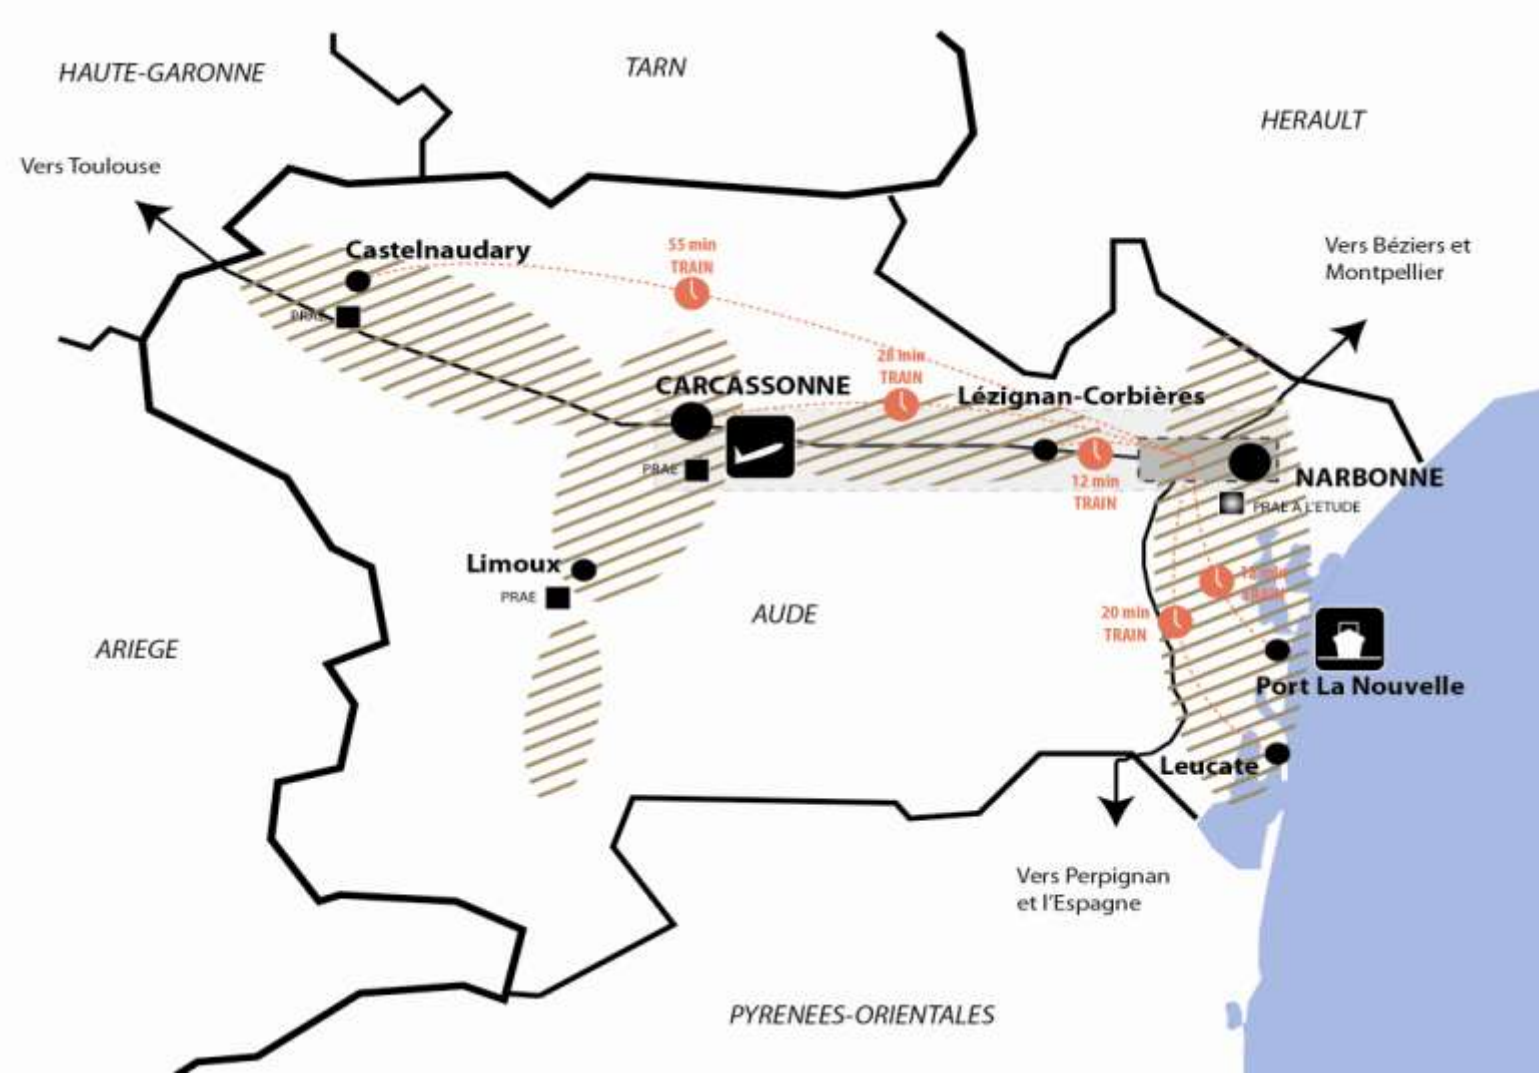 HAUTE-GARONNE
TARN
HERAULT
Vers Toulouse
Castelnaudary
55 min
TRAIN
Vers Béziers et
Montpellier
PRAE
28 min
TRAIN
CARCASSONNE
Lézignan-Corbières
PRAE
12 min
TRAIN
NARBONNE
PRAE A L'ETUDE
Limoux
PRAE
AUDE
TRAIN
20 min
TRAIN
ARIEGE
Port La Nouvelle
Leucate
Vers Perpignan
et l'Espagne
PYRENEES-ORIENTALES